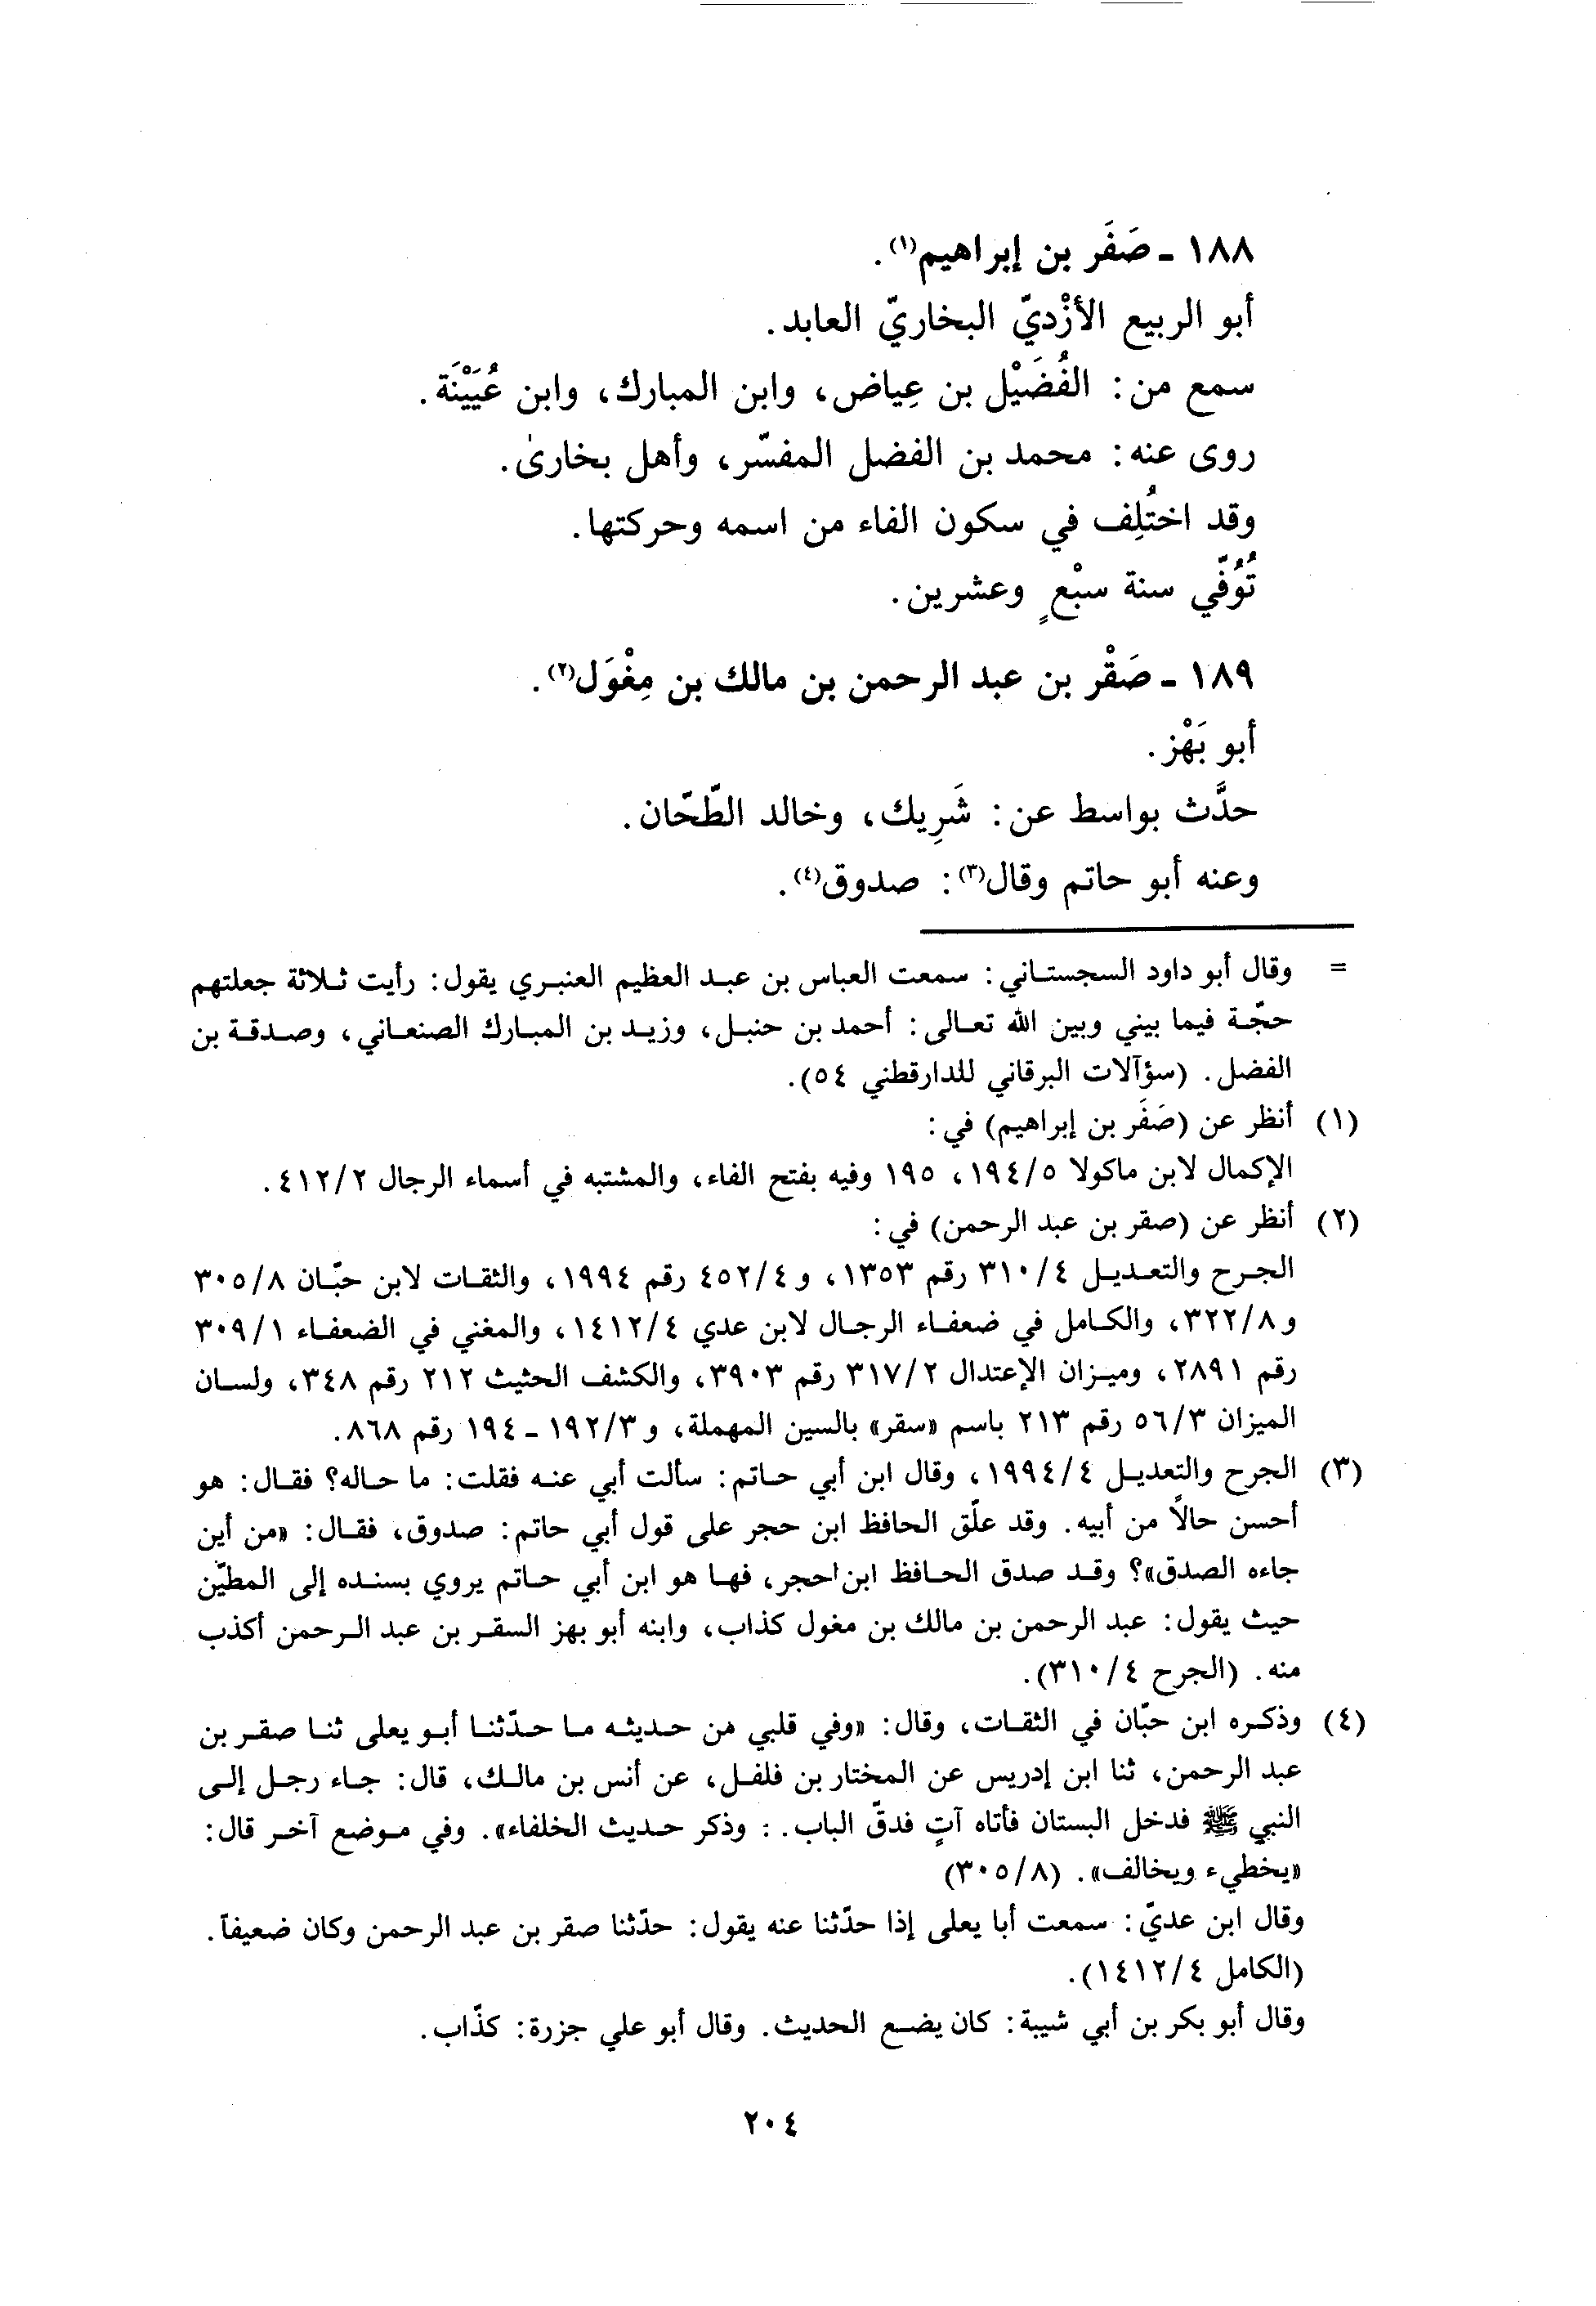 ١٨٨ - صَفَر بن إبراهيم(١).
أبو الربيع الأزْديّ البخاريّ العابد.
سمع من: الفُضَيْل بن عِياض، وابن المبارك، وابن عُيَيْنَة.
روى عنه: محمد بن الفضل المفسّر، وأهل بخارىٰ.
وقد اختُلِف في سكون الفاء من اسمه وحركتها.
تُوُفّي سنة سبْعٍ وعشرين.
١٨٩ - صَقْر بن عبد الرحمن بن مالك بن مِغْوَل(٢).
أبو بَهْز.
حدَّث بواسط عن: شَرِيك، وخالد الطّحّان.
وعنه أبو حاتم وقال(٣): صدوق(٤).
= وقال أبو داود السجستاني: سمعت العباس بن عبد العظيم العنبري يقول: رأيت ثلاثة جعلتهم
حجّة فيما بيني وبين الله تعالى: أحمد بن حنبل، وزيد بن المبارك الصنعاني، وصدقة بن
الفضل. (سؤآلات البرقاني للدارقطني ٥٤).
(١) أنظر عن (صَفَر بن إبراهيم) في:
الإكمال لابن ماكولا ١٩٤/٥، ١٩٥ وفيه بفتح الفاء، والمشتبه في أسماء الرجال ٤١٢/٢.
(٢) أنظر عن (صقر بن عبد الرحمن) في:
الجرح والتعديل ٣١٠/٤ رقم ١٣٥٣، و٤٥٢/٤ رقم ١٩٩٤، والثقات لابن حبّان ٣٠٥/٨
و٣٢٢/٨، والكامل في ضعفاء الرجال لابن عدي ١٤١٢/٤، والمغني في الضعفاء ٣٠٩/١
رقم ٢٨٩١، وميزان الإعتدال ٣١٧/٢ رقم ٣٩٠٣، والكشف الحثيث ٢١٢ رقم ٣٤٨، ولسان
الميزان ٥٦/٣ رقم ٢١٣ باسم «سقر» بالسين المهملة، و١٩٢/٣ - ١٩٤ رقم ٨٦٨.
(٣) الجرح والتعديل ١٩٩٤/٤، وقال ابن أبي حاتم: سألت أبي عنه فقلت: ما حاله؟ فقال: هو
أحسن حالاً من أبيه. وقد علّق الحافظ ابن حجر على قول أبي حاتم: صدوق، فقال: «من أين
جاءه الصدق»؟ وقد صدق الحافظ ابن حجر، فها هو ابن أبي حاتم يروي بسنده إلى المطيّن
حيث يقول: عبد الرحمن بن مالك بن مغول كذاب، وابنه أبو بهز السقر بن عبد الرحمن أكذب
منه. (الجرح ٣١٠/٤).
(٤) وذكره ابن حبّان في الثقات، وقال: «وفي قلبي من حديثه ما حدّثنا أبو يعلى ثنا صقر بن
عبد الرحمن، ثنا ابن إدريس عن المختار بن فلفل، عن أنس بن مالك، قال: جاء رجل إلى
النبي ﷺ فدخل البستان فأتاه آتٍ فدقّ الباب. : وذكر حديث الخلفاء». وفي موضع آخر قال:
«يخطيء ويخالف». (٣٠٥/٨)
وقال ابن عديّ: سمعت أبا يعلى إذا حدّثنا عنه يقول: حدّثنا صقر بن عبد الرحمن وكان ضعيفاً.
(الكامل ١٤١٢/٤).
وقال أبو بكر بن أبي شيبة: كان يضع الحديث. وقال أبو علي جزرة: كذّاب.
٢٠٤